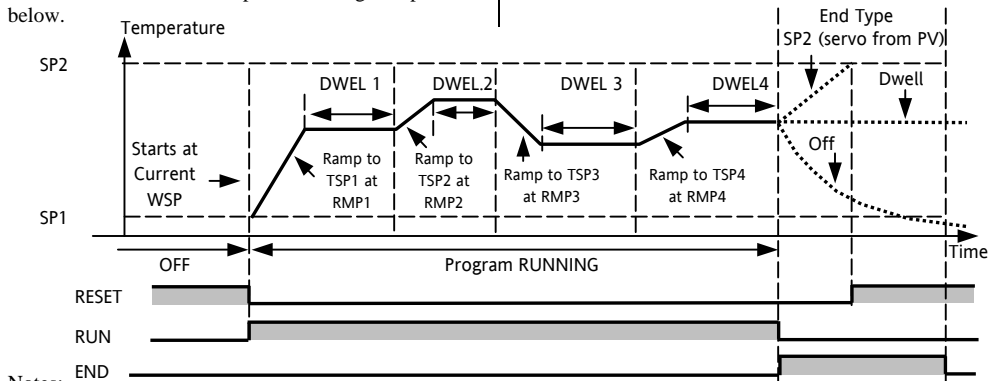 below.
Temperature
End Type
SP2 (servo from PV)
SP2
DWEL 1
DWEL.2
DWEL 3
DWEL4
Dwell
Starts at
Current
WSP
Ramp to
TSP1 at
RMP1
Ramp to
TSP2 at
RMP2
Ramp to TSP3
at RMP3
Ramp to TSP4
at RMP4
Off
SP1
Time
OFF
Program RUNNING
RESET
RUN
END